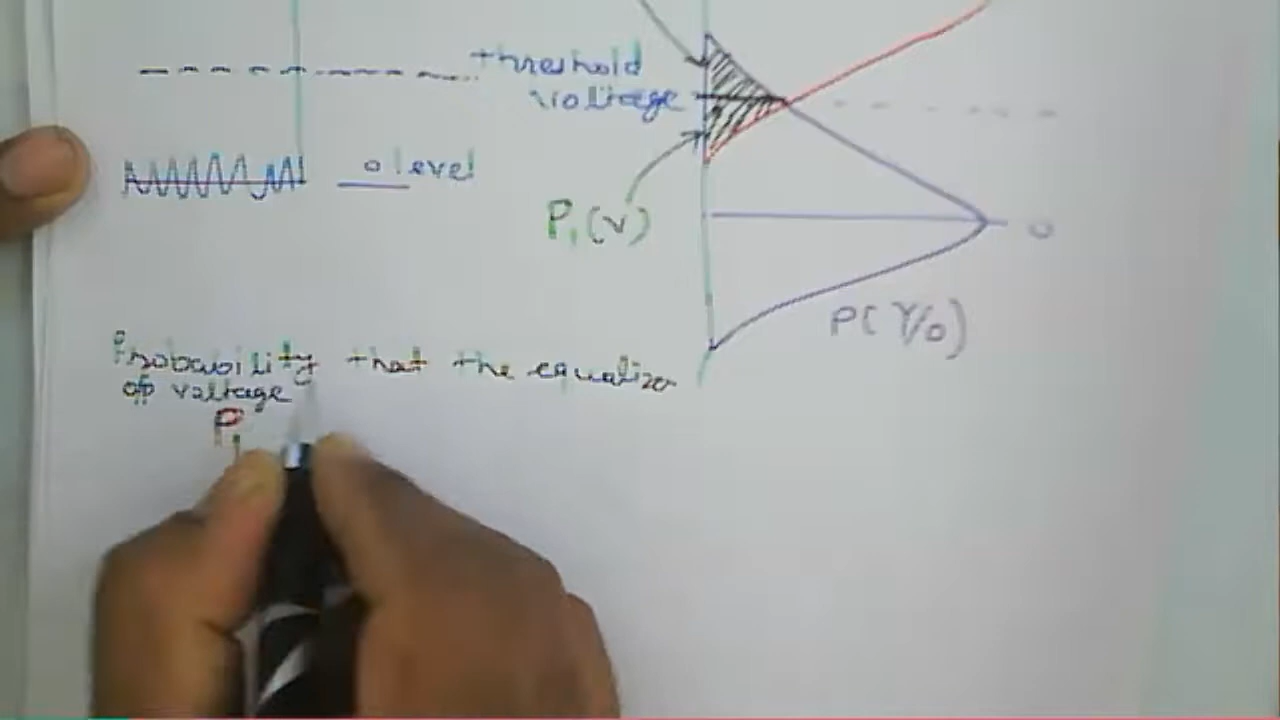 threshold
voltage
0 level
P₁(v)
0
P(Y/0)
Probability that the equalizer
op voltage
P₁